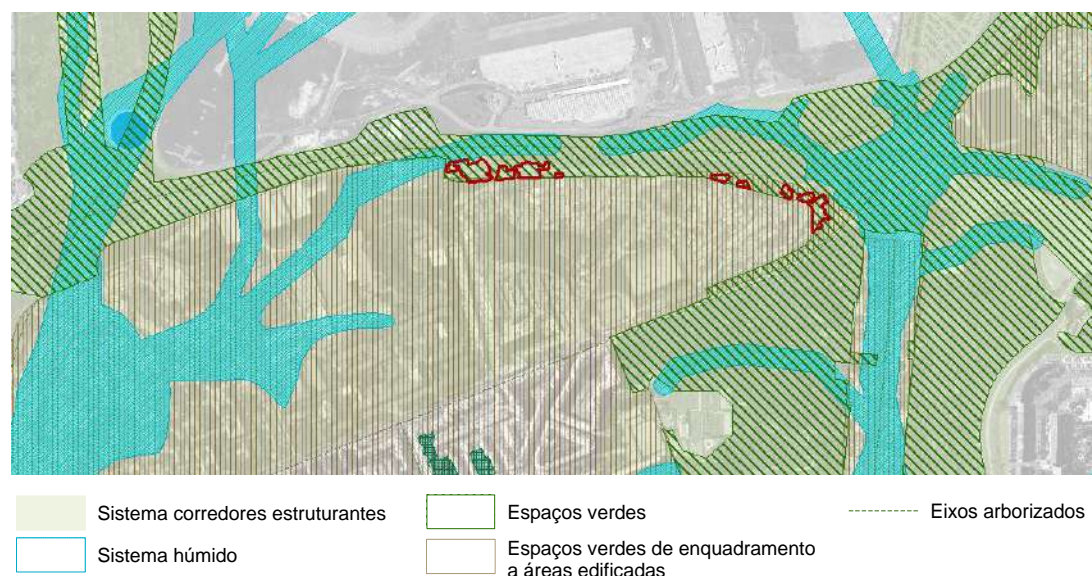 Sistema corredores estruturantes
Espaços verdes
Eixos arborizados
Sistema húmido
Espaços verdes de enquadramento
a áreas edificadas